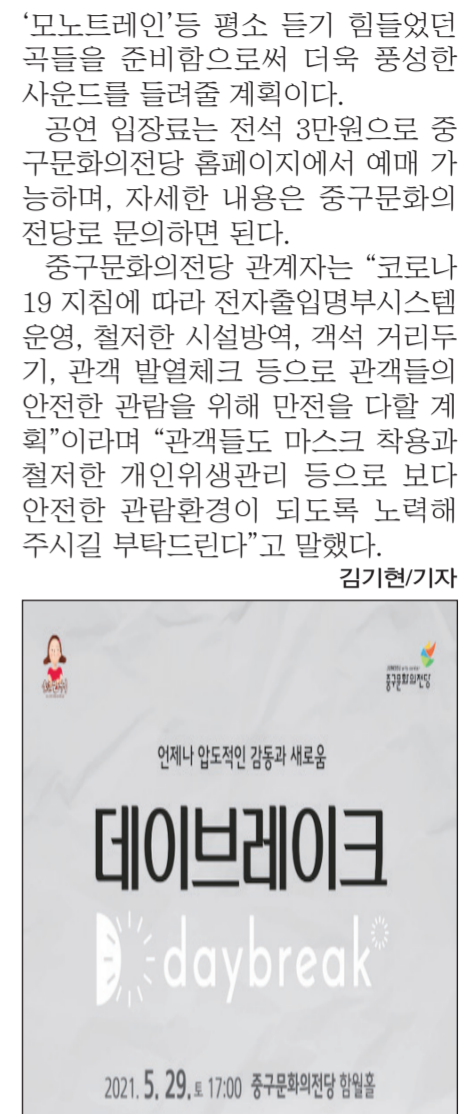 ‘모노트레인’등 평소 듣기 힘들었던
곡들을 준비함으로써 더욱 풍성한
사운드를 들려줄 계획이다.
공연 입장료는 전석 3만원으로 중
구문화의전당 홈페이지에서 예매 가
능하며, 자세한 내용은 중구문화의
전당로 문의하면 된다.
중구문화의전당 관계자는 “코로나
19 지침에 따라 전자출입명부시스템
운영, 철저한 시설방역, 객석 거리두
기, 관객 발열체크 등으로 관객들의
안전한 관람을 위해 만전을 다할 계
획”이라며 “관객들도 마스크 착용과
철저한 개인위생관리 등으로 보다
안전한 관람환경이 되도록 노력해
주시길 부탁드린다”고 말했다.
김기현/기자
중구문화의전당
언제나 압도적인 감동과 새로움
데이브레이크
daybreak
2021. 5. 29. 토 17:00 중구문화의전당 함월홀